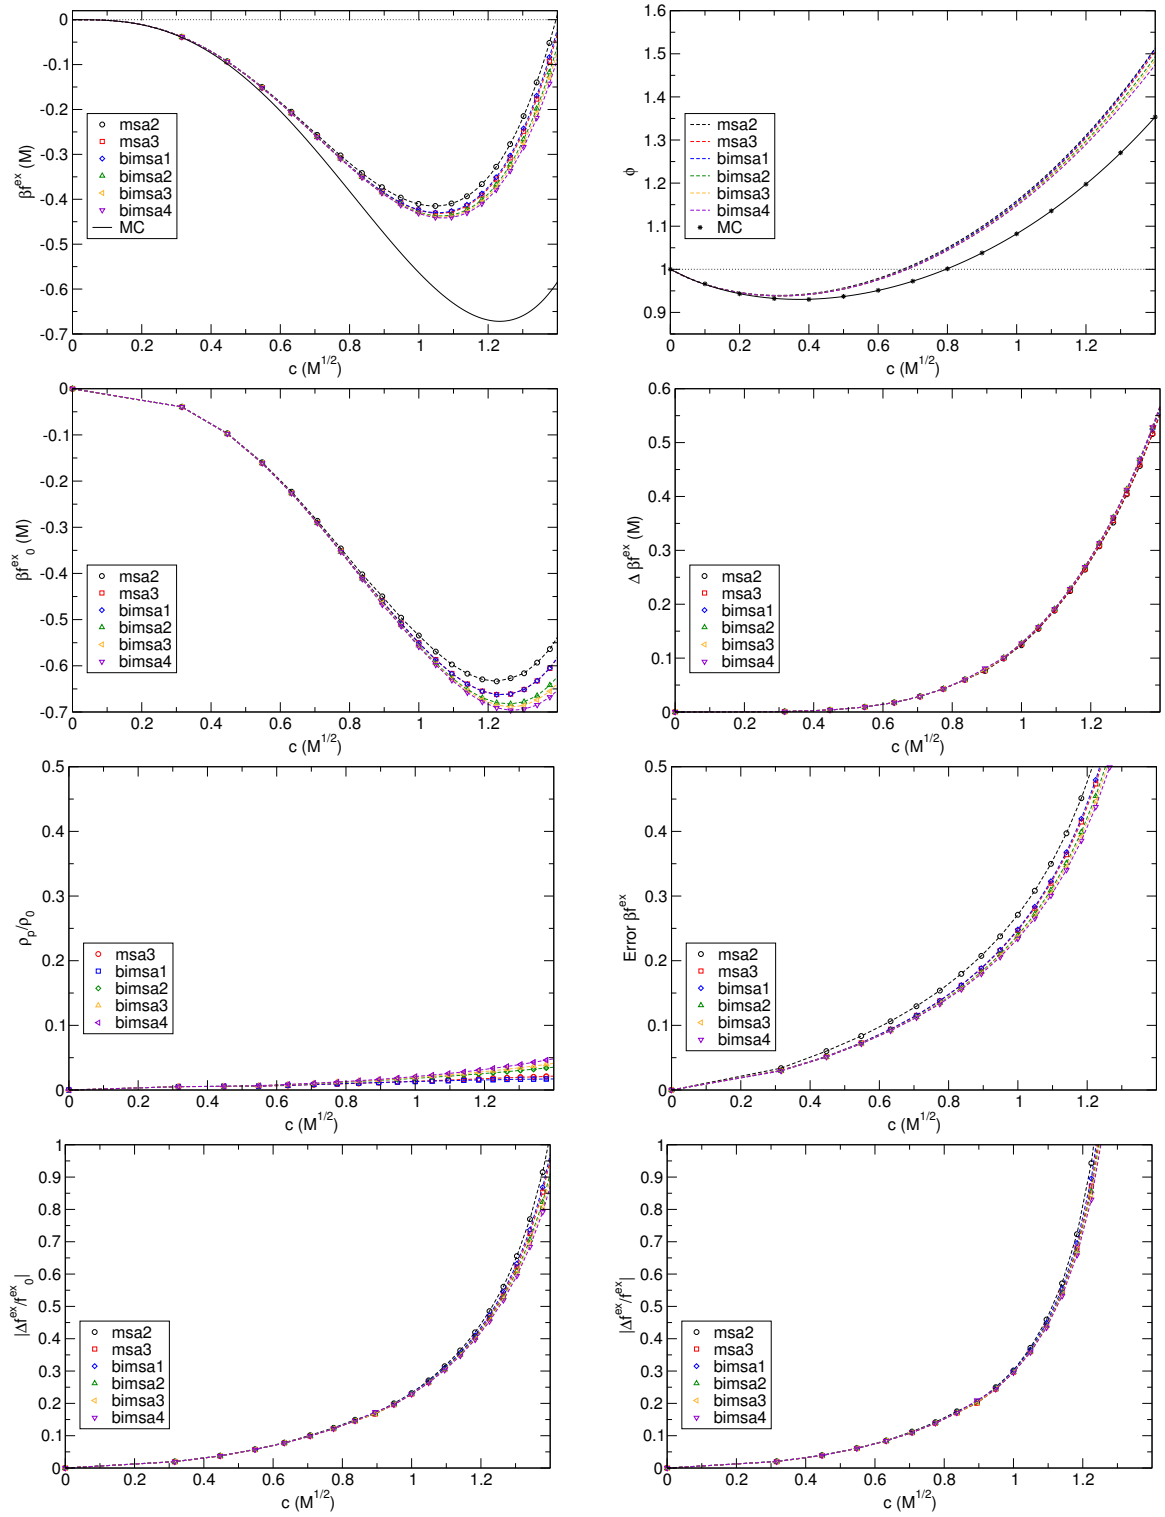 0
-0.1
-0.2
-0.3
-0.4
-0.5
-0.6
-0.7
βf^ex (M)
msa2
msa3
bimsa1
bimsa2
bimsa3
bimsa4
MC
0 0.2 0.4 0.6 0.8 1 1.2
c (M^1/2)
1.6
1.5
1.4
1.3
1.2
1.1
1
0.9
ϕ
msa2
msa3
bimsa1
bimsa2
bimsa3
bimsa4
MC
0 0.2 0.4 0.6 0.8 1 1.2
c (M^1/2)
0
-0.1
-0.2
-0.3
-0.4
-0.5
-0.6
-0.7
βf^ex_0 (M)
msa2
msa3
bimsa1
bimsa2
bimsa3
bimsa4
0 0.2 0.4 0.6 0.8 1 1.2
c (M^1/2)
0.6
0.5
0.4
0.3
0.2
0.1
0
Δ βf^ex (M)
msa2
msa3
bimsa1
bimsa2
bimsa3
bimsa4
0 0.2 0.4 0.6 0.8 1 1.2
c (M^1/2)
0.5
0.4
0.3
0.2
0.1
0
ρ_p/ρ_0
msa3
bimsa1
bimsa2
bimsa3
bimsa4
0 0.2 0.4 0.6 0.8 1 1.2
c (M^1/2)
0.5
0.4
0.3
0.2
0.1
0
Error βf^ex
msa2
msa3
bimsa1
bimsa2
bimsa3
bimsa4
0 0.2 0.4 0.6 0.8 1 1.2
c (M^1/2)
1
0.9
0.8
0.7
0.6
0.5
0.4
0.3
0.2
0.1
0
|Δf^ex/f^ex_0|
msa2
msa3
bimsa1
bimsa2
bimsa3
bimsa4
0 0.2 0.4 0.6 0.8 1 1.2
c (M^1/2)
1
0.9
0.8
0.7
0.6
0.5
0.4
0.3
0.2
0.1
0
|Δf^ex/f^ex|
msa2
msa3
bimsa1
bimsa2
bimsa3
bimsa4
0 0.2 0.4 0.6 0.8 1 1.2
c (M^1/2)